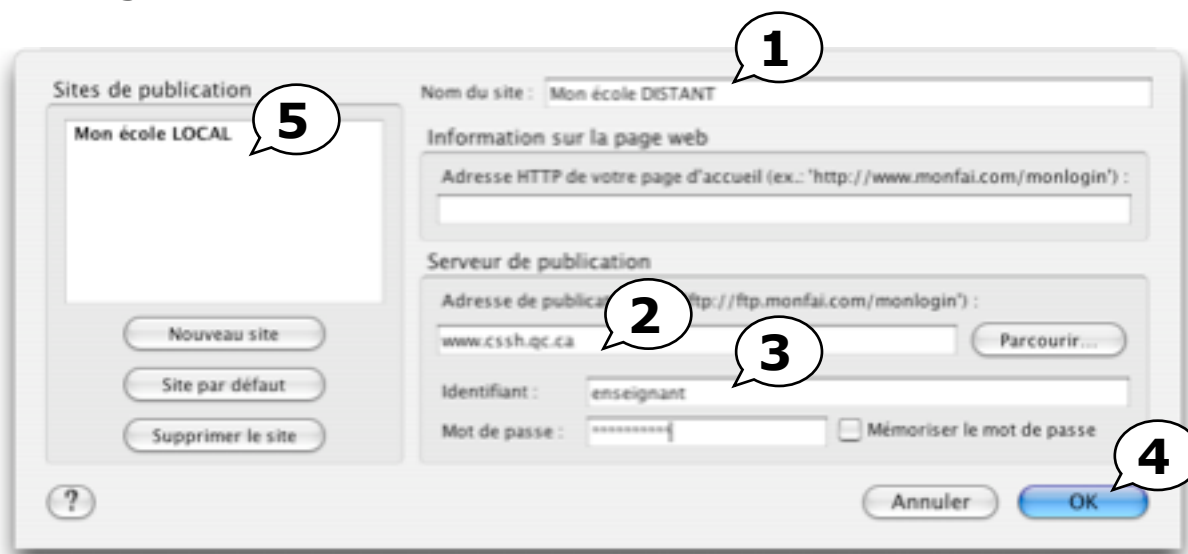 1
Sites de publication
Nom du site : Mon école DISTANT
5
Mon école LOCAL
Information sur la page web
Adresse HTTP de votre page d'accueil (ex.: 'http://www.monfai.com/monlogin') :
Serveur de publication
Adresse de publicat ftp://ftp.monfai.com/monlogin') :
2
www.cssh.qc.ca
Parcourir...
3
Nouveau site
Site par défaut
Supprimer le site
Identifiant : enseignant
Mot de passe : **********
Mémoriser le mot de passe
4
?
Annuler
OK